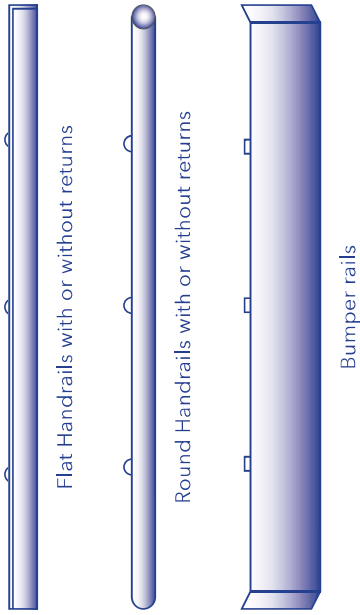 Flat Handrails with or without returns
Round Handrails with or without returns
Bumper rails